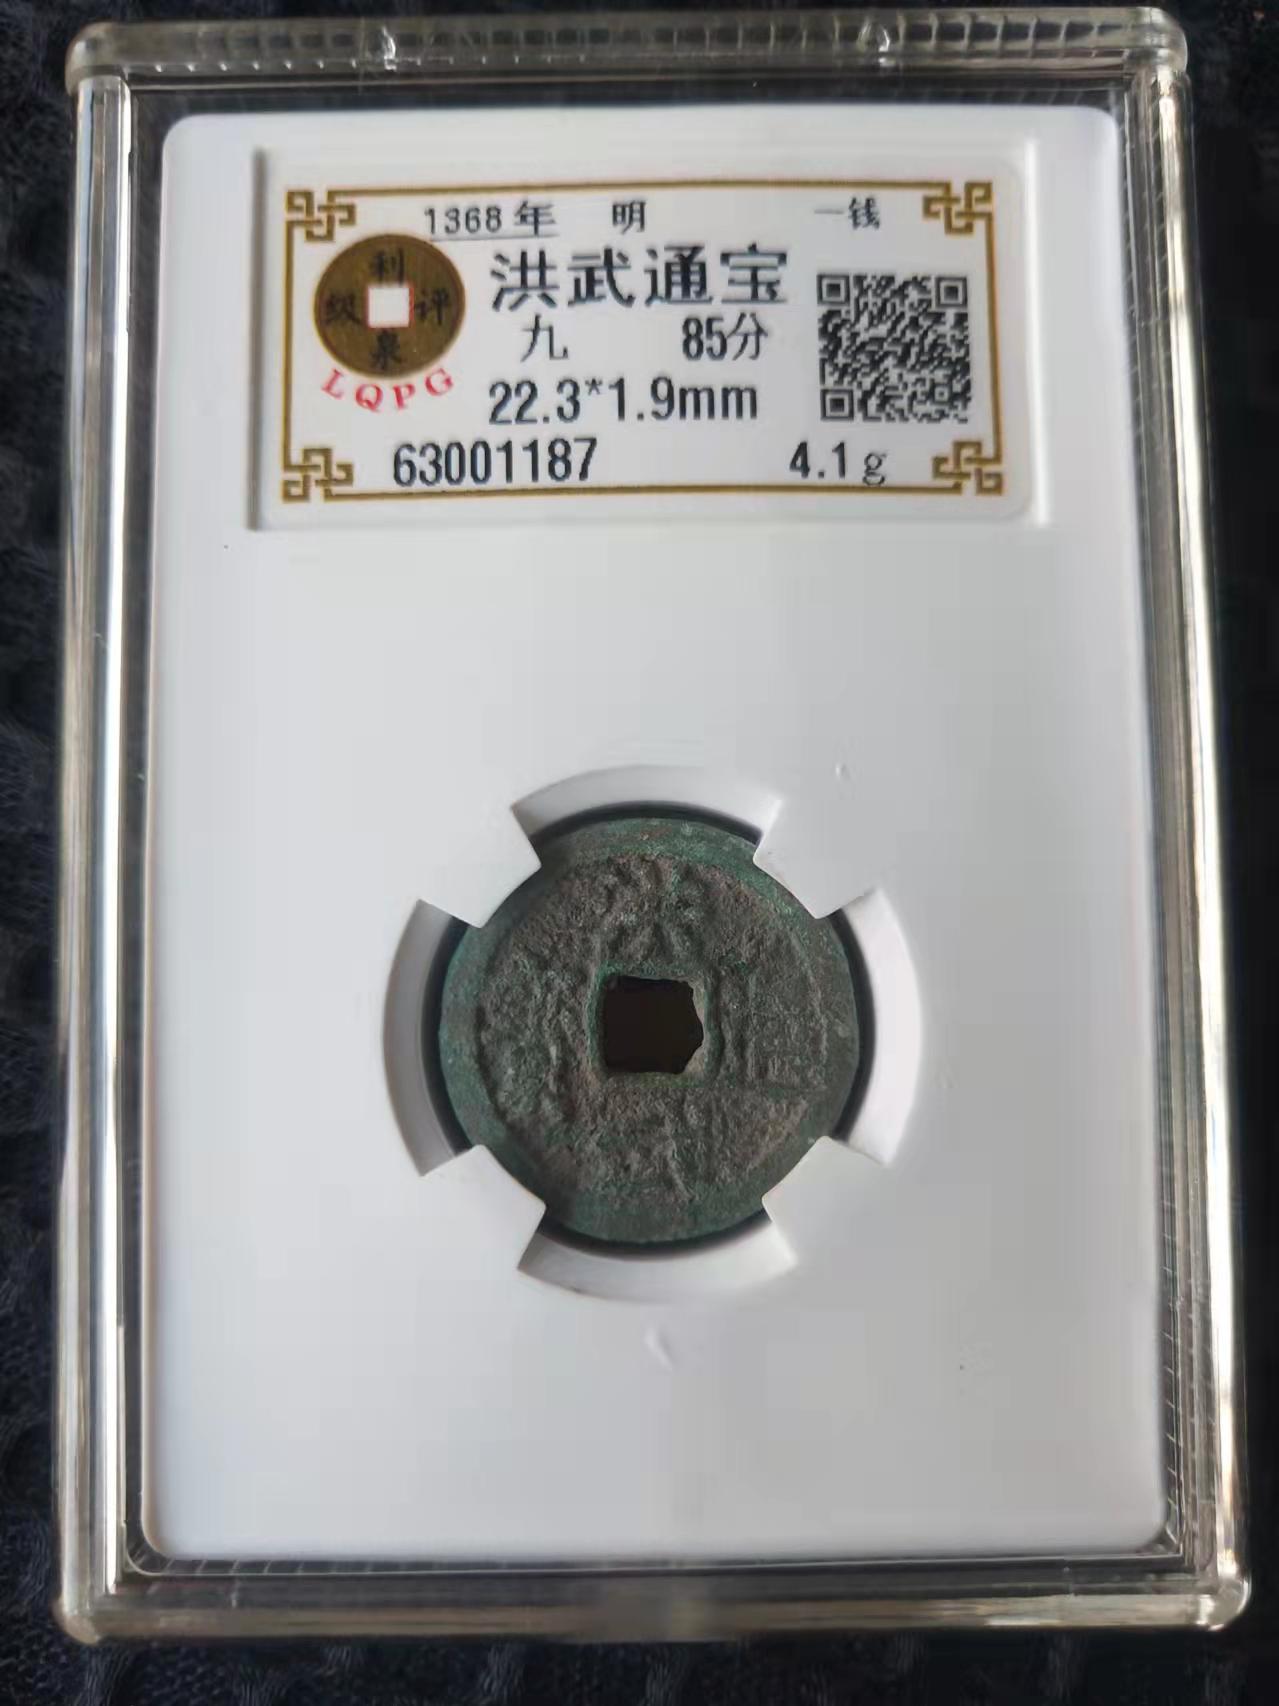 1368年 明 一钱
利
级 评
泉
LQPG
洪武通宝
九 85分
22.3*1.9mm
63001187 4.1g